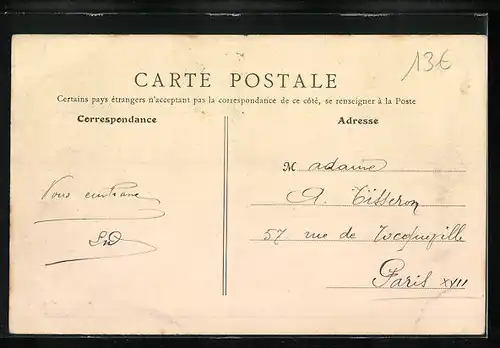 13€
CARTE POSTALE
Certains pays étrangers n'acceptant pas la correspondance de ce côté, se renseigner à la Poste
Correspondance
Adresse
Madame
A. Tisseron
57 rue de Tocqueville
Paris XVII
Vous embrasse